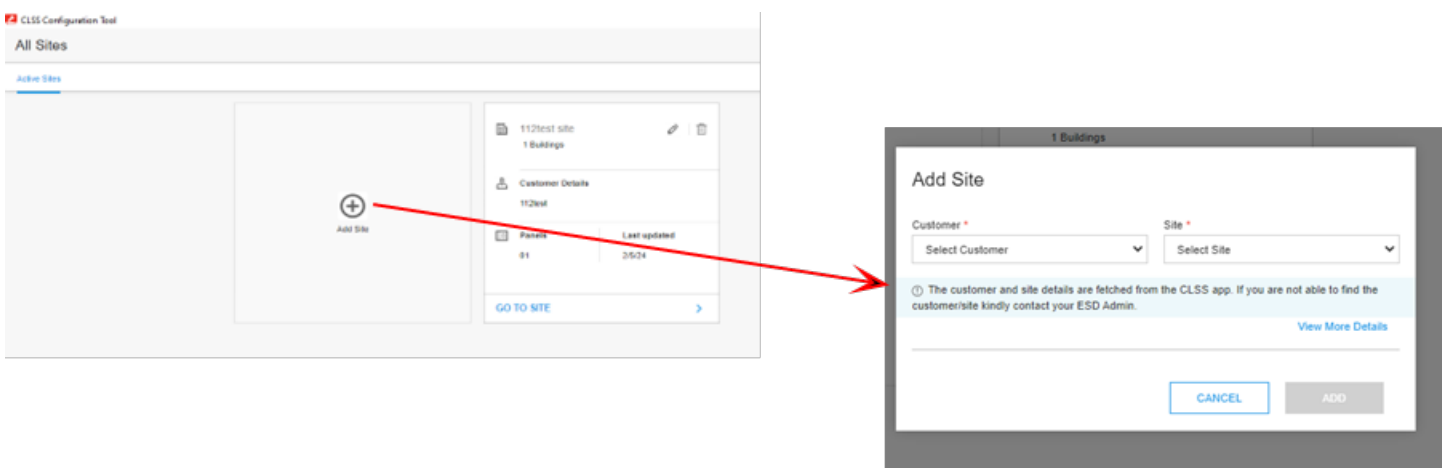 CLSS Configuration Tool
All Sites
Active Sites
Add Site
112test site
1 Buildings
Customer Details
112test
Panels
Last updated
01
2/5/24
GO TO SITE
1 Buildings
Add Site
Customer *
Site *
Select Customer
Select Site
The customer and site details are fetched from the CLSS app. If you are not able to find the
customer/site kindly contact your ESD Admin.
View More Details
CANCEL
ADD